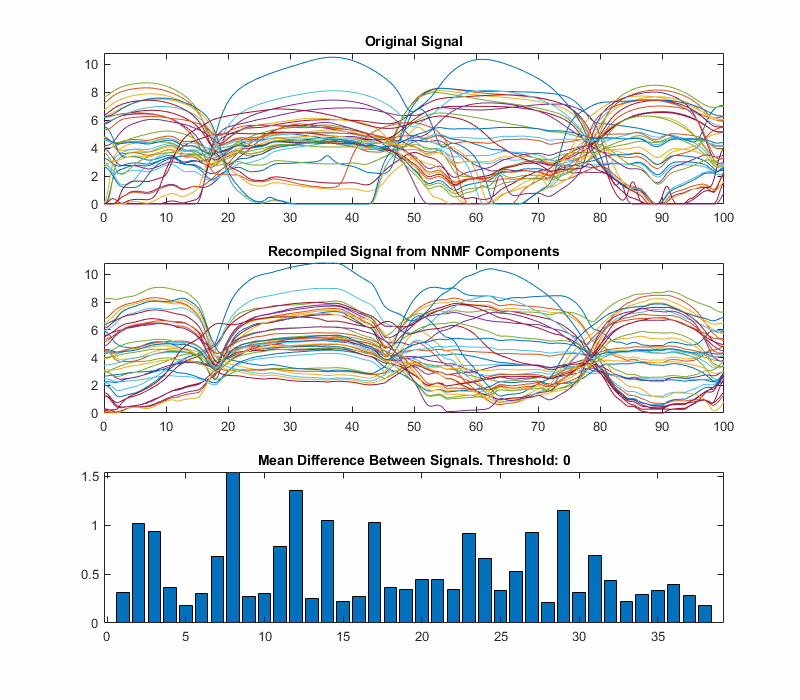 Original Signal
10
8
6
4
2
0
0 10 20 30 40 50 60 70 80 90 100
Recompiled Signal from NNMF Components
10
8
6
4
2
0
0 10 20 30 40 50 60 70 80 90 100
Mean Difference Between Signals. Threshold: 0
1.5
1
0.5
0
0 5 10 15 20 25 30 35